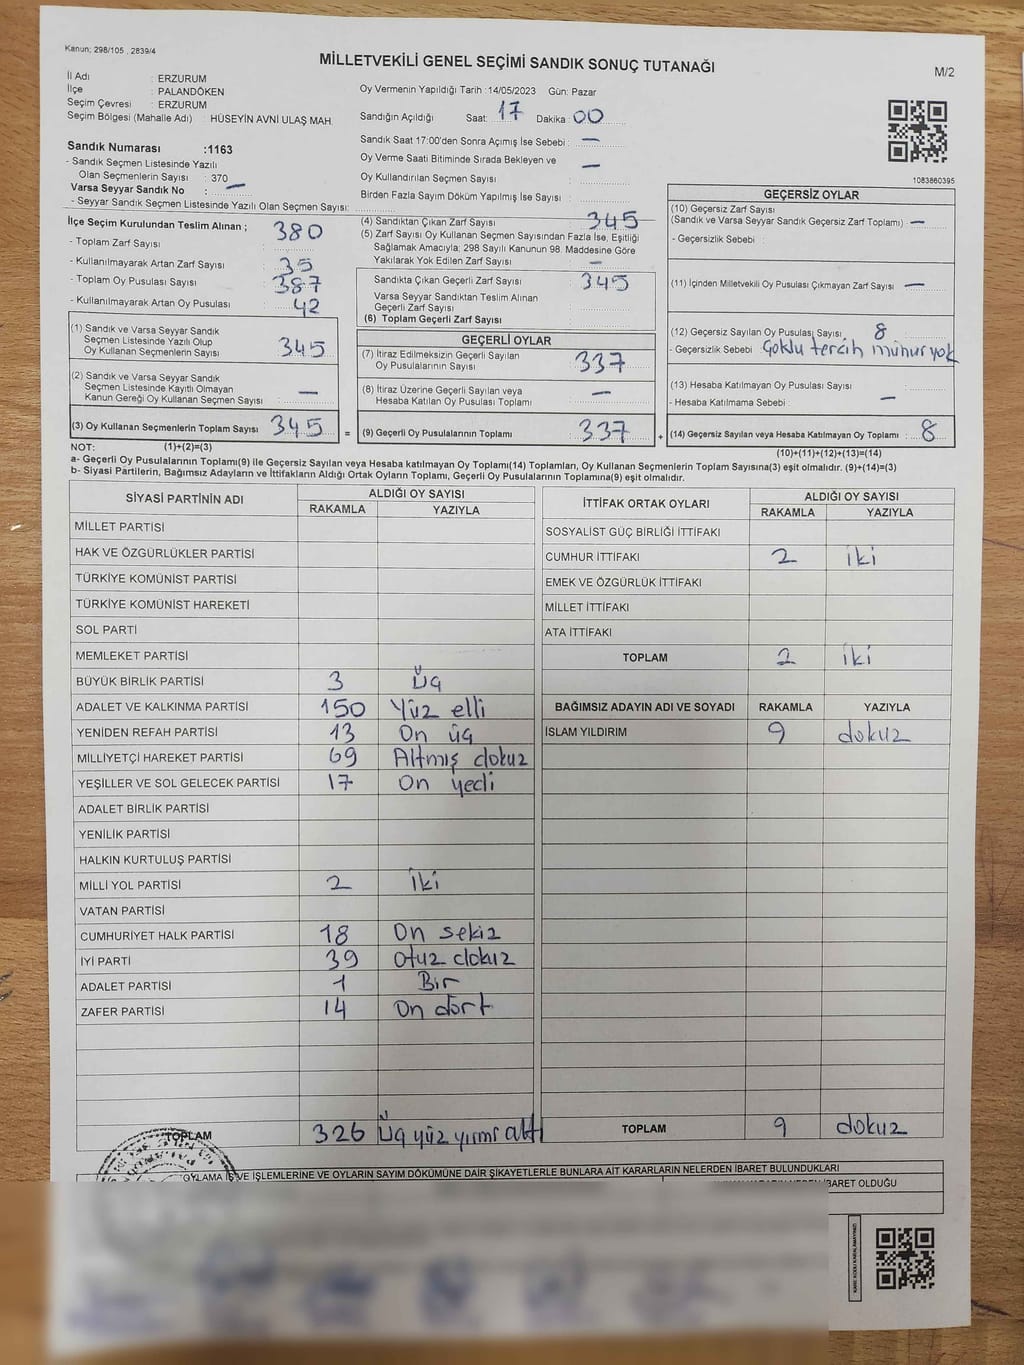 Kanun; 298/105 , 2839/4
MİLLETVEKİLİ GENEL SEÇİMİ SANDIK SONUÇ TUTANAĞI
M/2
İl Adı : ERZURUM
İlçe : PALANDÖKEN
Seçim Çevresi : ERZURUM
Seçim Bölgesi (Mahalle Adı) : HÜSEYİN AVNİ ULAŞ MAH.
Oy Vermenin Yapıldığı Tarih :14/05/2023 Gün: Pazar
Sandığın Açıldığı Saat: 17 Dakika : 00
Sandık Saat 17:00'den Sonra Açımış İse Sebebi : —
Oy Verme Saati Bitiminde Sırada Bekleyen ve
Oy Kullandırılan Seçmen Sayısı : —
Birden Fazla Sayım Döküm Yapılmış İse Sayısı :
Sandık Numarası :1163
- Sandık Seçmen Listesinde Yazılı
Olan Seçmenlerin Sayısı : 370
Varsa Seyyar Sandık No : —
- Seyyar Sandık Seçmen Listesinde Yazılı Olan Seçmen Sayısı:
İlçe Seçim Kurulundan Teslim Alınan ;
- Toplam Zarf Sayısı : 380
- Kullanılmayarak Artan Zarf Sayısı : 35
- Toplam Oy Pusulası Sayısı : 387
- Kullanılmayarak Artan Oy Pusulası : 42
(1) Sandık ve Varsa Seyyar Sandık
Seçmen Listesinde Yazılı Olup
Oy Kullanan Seçmenlerin Sayısı : 345
(2) Sandık ve Varsa Seyyar Sandık
Seçmen Listesinde Kayıtlı Olmayan
Kanun Gereği Oy Kullanan Seçmen Sayısı : —
(3) Oy Kullanan Seçmenlerin Toplam Sayısı : 345 =
(4) Sandıktan Çıkan Zarf Sayısı : 345
(5) Zarf Sayısı Oy Kullanan Seçmen Sayısından Fazla İse, Eşitliği
Sağlamak Amacıyla; 298 Sayılı Kanunun 98. Maddesine Göre
Yakılarak Yok Edilen Zarf Sayısı : —
Sandıkta Çıkan Geçerli Zarf Sayısı : 345
Varsa Seyyar Sandıktan Teslim Alınan
Geçerli Zarf Sayısı :
(6) Toplam Geçerli Zarf Sayısı :
GEÇERLİ OYLAR
(7) İtiraz Edilmeksizin Geçerli Sayılan
Oy Pusulalarının Sayısı : 337
(8) İtiraz Üzerine Geçerli Sayılan veya
Hesaba Katılan Oy Pusulası Toplamı : —
(9) Geçerli Oy Pusulalarının Toplamı : 337 +
1083860395
GEÇERSİZ OYLAR
(10) Geçersiz Zarf Sayısı
(Sandık ve Varsa Seyyar Sandık Geçersiz Zarf Toplamı) : —
- Geçersizlik Sebebi :
(11) İçinden Milletvekili Oy Pusulası Çıkmayan Zarf Sayısı : —
(12) Geçersiz Sayılan Oy Pusulası Sayısı : 8
- Geçersizlik Sebebi : Çoklu tercih mühür yok
(13) Hesaba Katılmayan Oy Pusulası Sayısı :
- Hesaba Katılmama Sebebi : —
(14) Geçersiz Sayılan veya Hesaba Katılmayan Oy Toplamı : 8
NOT: (1)+(2)=(3)
(10)+(11)+(12)+(13)=(14)
a- Geçerli Oy Pusulalarının Toplamı(9) ile Geçersiz Sayılan veya Hesaba katılmayan Oy Toplamı(14) Toplamları, Oy Kullanan Seçmenlerin Toplam Sayısına(3) eşit olmalıdır. (9)+(14)=(3)
b- Siyasi Partilerin, Bağımsız Adayların ve İttifakların Aldığı Ortak Oyların Toplamı, Geçerli Oy Pusulalarının Toplamına(9) eşit olmalıdır.
SİYASİ PARTİNİN ADI ALDIĞI OY SAYISI
RAKAMLA YAZIYLA
MİLLET PARTİSİ
HAK VE ÖZGÜRLÜKLER PARTİSİ
TÜRKİYE KOMÜNİST PARTİSİ
TÜRKİYE KOMÜNİST HAREKETİ
SOL PARTİ
MEMLEKET PARTİSİ
BÜYÜK BİRLİK PARTİSİ 3 Üç
ADALET VE KALKINMA PARTİSİ 150 Yüz elli
YENİDEN REFAH PARTİSİ 13 On üç
MİLLİYETÇİ HAREKET PARTİSİ 69 Altmış dokuz
YEŞİLLER VE SOL GELECEK PARTİSİ 17 On yedi
ADALET BİRLİK PARTİSİ
YENİLİK PARTİSİ
HALKIN KURTULUŞ PARTİSİ
MİLLİ YOL PARTİSİ 2 İki
VATAN PARTİSİ
CUMHURİYET HALK PARTİSİ 18 On sekiz
İYİ PARTİ 39 Otuz dokuz
ADALET PARTİSİ 1 Bir
ZAFER PARTİSİ 14 On dört
TOPLAM 326 Üç yüz yirmi altı
İTTİFAK ORTAK OYLARI ALDIĞI OY SAYISI
RAKAMLA YAZIYLA
SOSYALİST GÜÇ BİRLİĞİ İTTİFAKI
CUMHUR İTTİFAKI 2 iki
EMEK VE ÖZGÜRLÜK İTTİFAKI
MİLLET İTTİFAKI
ATA İTTİFAKI
TOPLAM 2 iki
BAĞIMSIZ ADAYIN ADI VE SOYADI RAKAMLA YAZIYLA
İSLAM YILDIRIM 9 dokuz
TOPLAM 9 dokuz
OYLAMA İŞ VE İŞLEMLERİNE VE OYLARIN SAYIM DÖKÜMÜNE DAİR ŞİKAYETLERLE BUNLARA AİT KARARLARIN NELERDEN İBARET BULUNDUKLARI
İBARET OLDUĞU